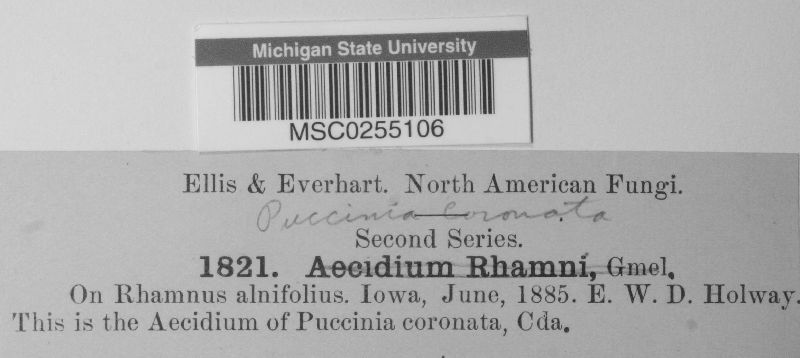 Michigan State University
MSC0255106
Ellis & Everhart. North American Fungi.
Puccinia coronata
Second Series.
1821. Aecidium Rhamni, Gmel.
On Rhamnus alnifolius. Iowa, June, 1885. E. W. D. Holway.
This is the Aecidium of Puccinia coronata, Cda.